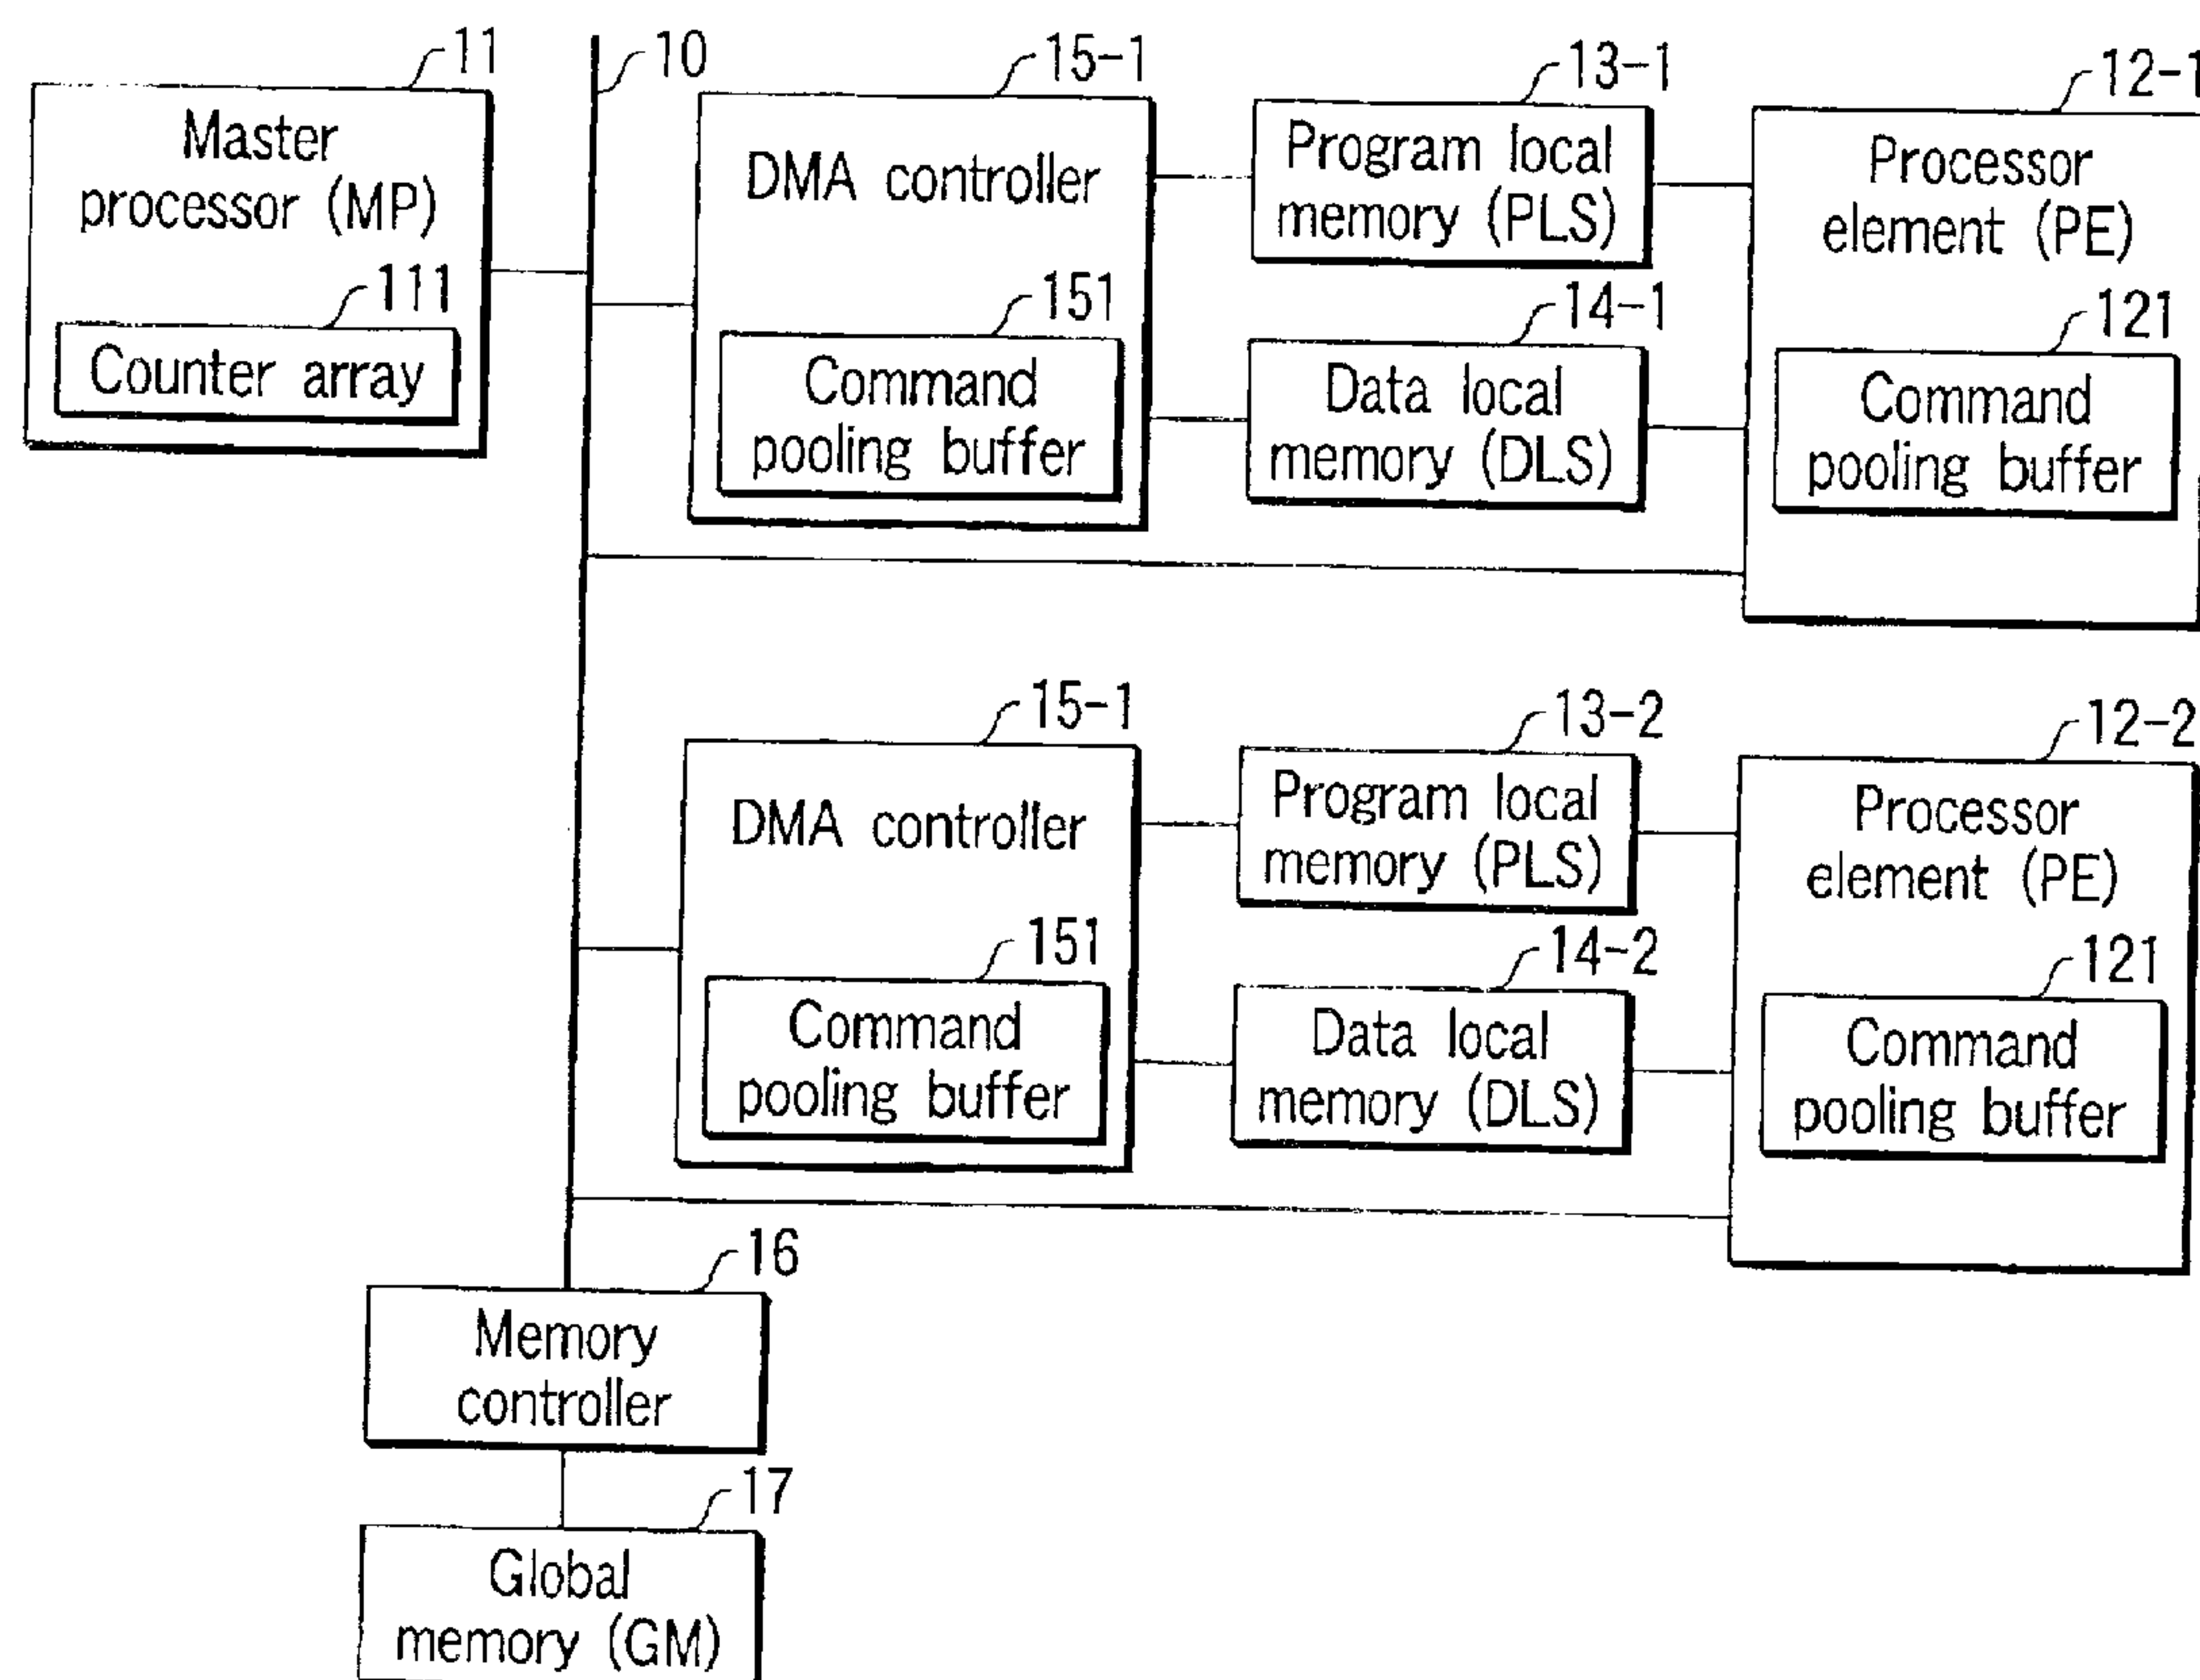 11
10
15-1
13-1
12-1
Master
processor (MP)
111
Counter array
DMA controller
151
Command
pooling buffer
Program local
memory (PLS)
14-1
Data local
memory (DLS)
Processor
element (PE)
121
Command
pooling buffer
15-1
13-2
12-2
DMA controller
151
Command
pooling buffer
Program local
memory (PLS)
14-2
Data local
memory (DLS)
Processor
element (PE)
121
Command
pooling buffer
16
Memory
controller
17
Global
memory (GM)